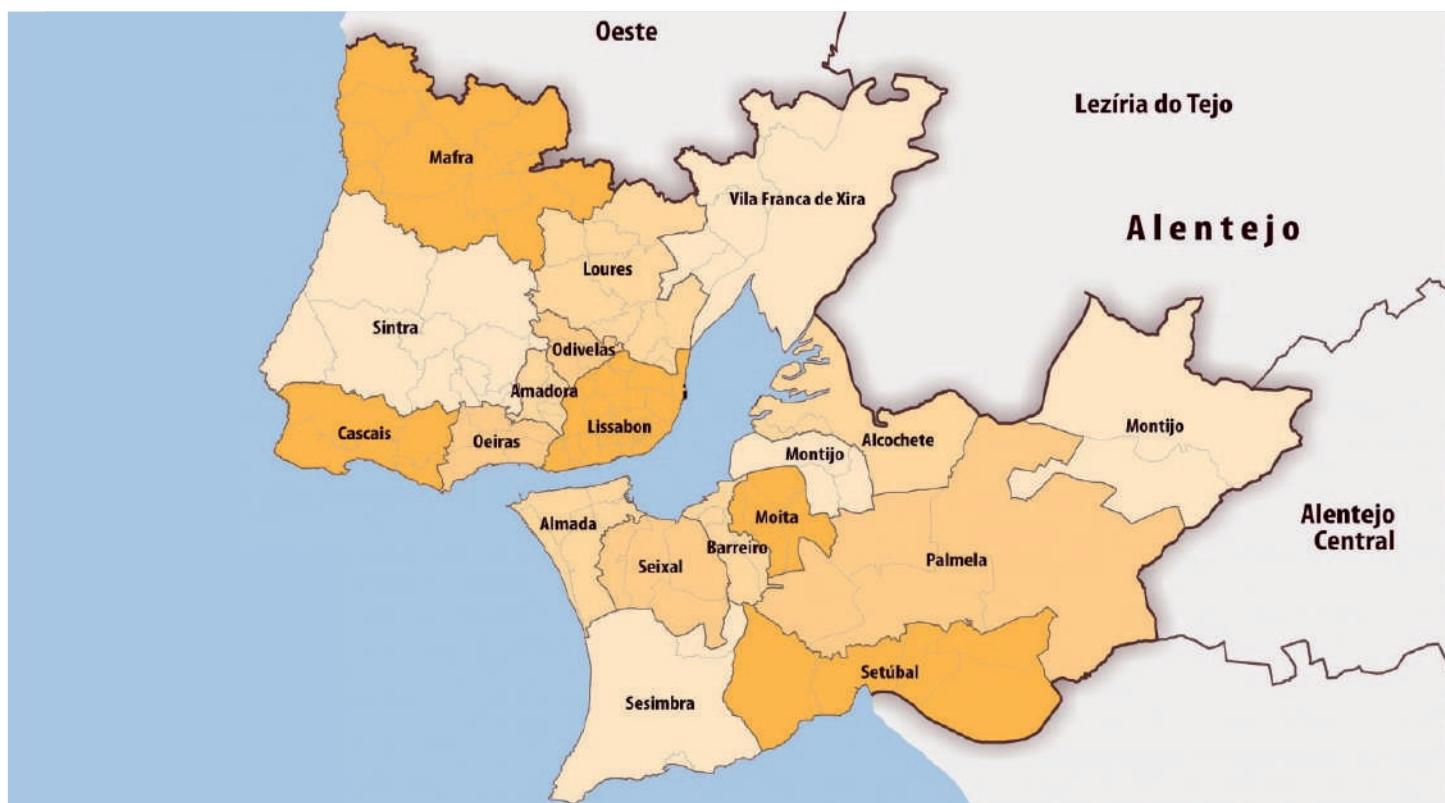 Oeste
Lezíria do Tejo
Mafra
Vila Franca de Xira
Alentejo
Loures
Sintra
Odivelas
Amadora
Cascais
Oeiras
Lissabon
Montijo
Alcochete
Montijo
Almada
Moita
Alentejo
Central
Barreiro
Seixal
Palmela
Setúbal
Sesimbra